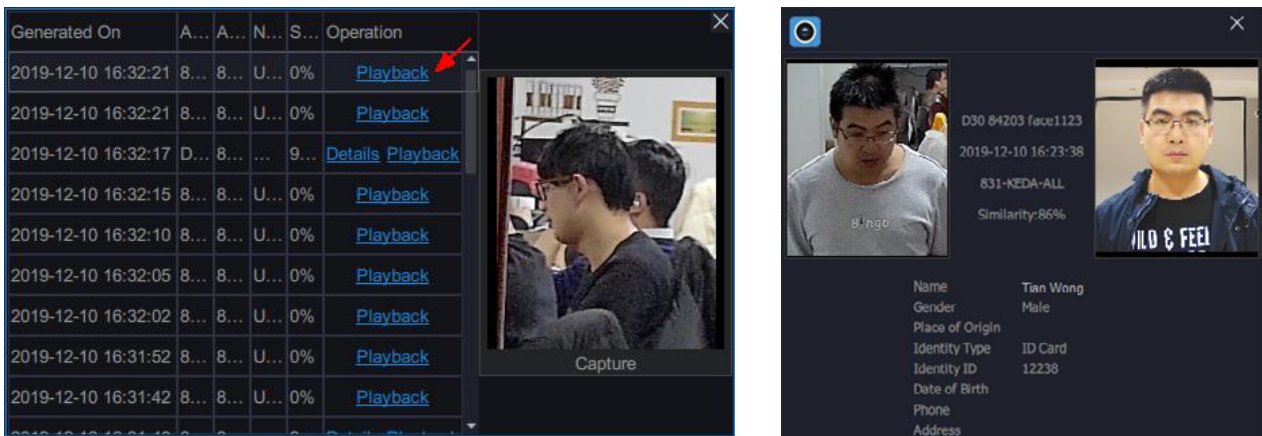 Generated On A... A... N... S... Operation
2019-12-10 16:32:21 8... 8... U... 0% Playback
2019-12-10 16:32:21 8... 8... U... 0% Playback
2019-12-10 16:32:17 D... 8... ... 9... Details Playback
2019-12-10 16:32:15 8... 8... U... 0% Playback
2019-12-10 16:32:10 8... 8... U... 0% Playback
2019-12-10 16:32:05 8... 8... U... 0% Playback
2019-12-10 16:32:02 8... 8... U... 0% Playback
2019-12-10 16:31:52 8... 8... U... 0% Playback
2019-12-10 16:31:42 8... 8... U... 0% Playback
Capture
D30 84203 face1123
2019-12-10 16:23:38
831-KEDA-ALL
Similarity:86%
B ngo
ILD & FEEL
Name Tian Wong
Gender Male
Place of Origin
Identity Type ID Card
Identity ID 12238
Date of Birth
Phone
Address